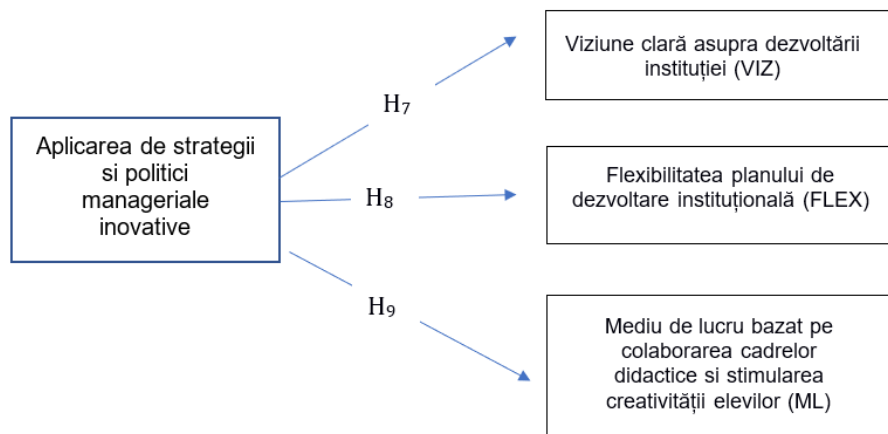 Aplicarea de strategii
si politici
manageriale
inovative
H7
H8
H9
Viziune clară asupra dezvoltării
instituției (VIZ)
Flexibilitatea planului de
dezvoltare instituțională (FLEX)
Mediu de lucru bazat pe
colaborarea cadrelor
didactice si stimularea
creativității elevilor (ML)